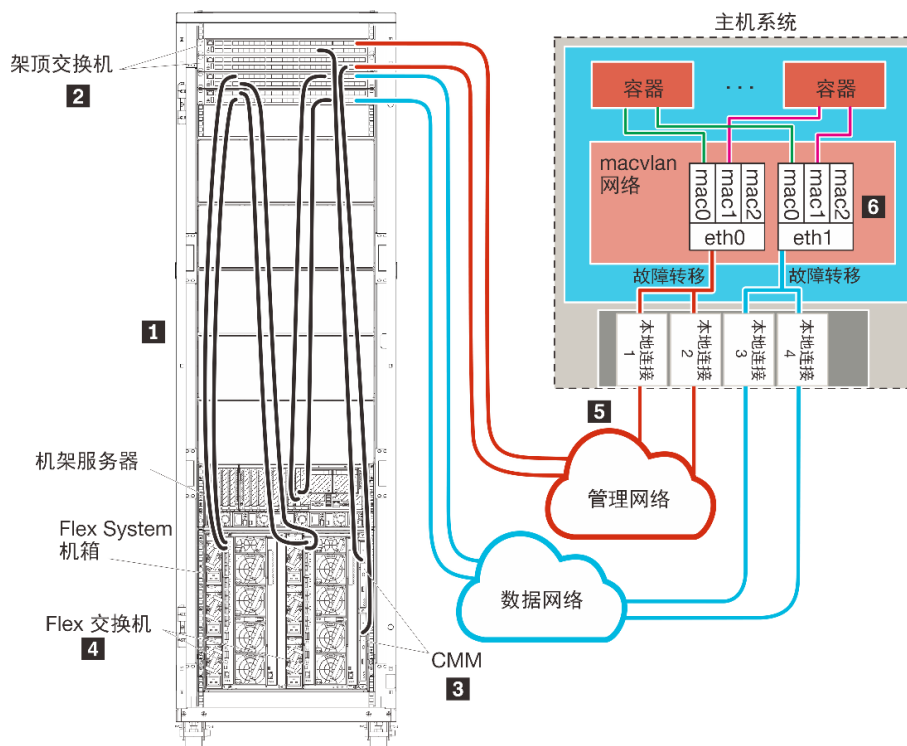 主机系统
架顶交换机
2
容器
···
容器
macvlan
网络
mac0
mac1
mac2
mac0
mac1
mac2
6
eth0
eth1
故障转移
故障转移
1
本地连接
1
本地连接
2
本地连接
3
本地连接
4
5
机架服务器
管理网络
Flex System
机箱
数据网络
Flex 交换机
4
CMM
3